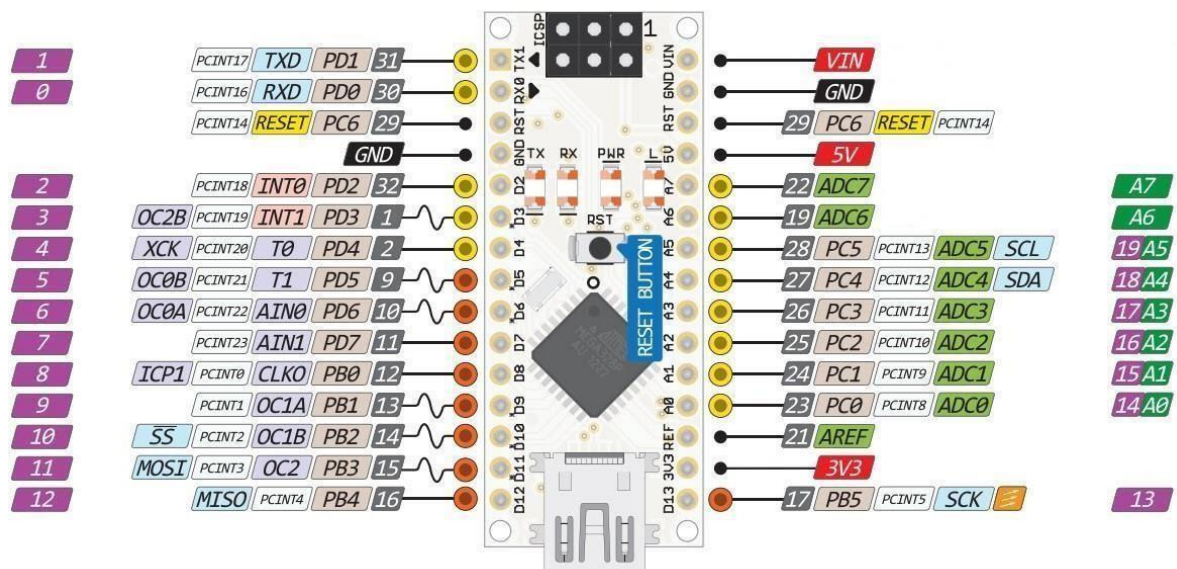 ICSP 1
1 PCINT17 TXD PD1 31 TX1 VIN VIN
0 PCINT16 RXD PD0 30 RX0 GND GND
PCINT14 RESET PC6 29 RST RST 29 PC6 RESET PCINT14
GND GND TX RX PWR L 5V 5V
2 PCINT18 INT0 PD2 32 D2 A7 22 ADC7 A7
3 OC2B PCINT19 INT1 PD3 1 D3 RST A6 19 ADC6 A6
4 XCK PCINT20 T0 PD4 2 D4 A5 28 PC5 PCINT13 ADC5 SCL 19 A5
5 OC0B PCINT21 T1 PD5 9 D5 A4 27 PC4 PCINT12 ADC4 SDA 18 A4
6 OC0A PCINT22 AIN0 PD6 10 D6 RESET BUTTON A3 26 PC3 PCINT11 ADC3 17 A3
7 PCINT23 AIN1 PD7 11 D7 A2 25 PC2 PCINT10 ADC2 16 A2
8 ICP1 PCINT0 CLKO PB0 12 D8 A1 24 PC1 PCINT9 ADC1 15 A1
9 PCINT1 OC1A PB1 13 D9 A0 23 PC0 PCINT8 ADC0 14 A0
10 SS PCINT2 OC1B PB2 14 D10 REF 21 AREF
11 MOSI PCINT3 OC2 PB3 15 D11 3V3 3V3
12 MISO PCINT4 PB4 16 D12 D13 17 PB5 PCINT5 SCK 13